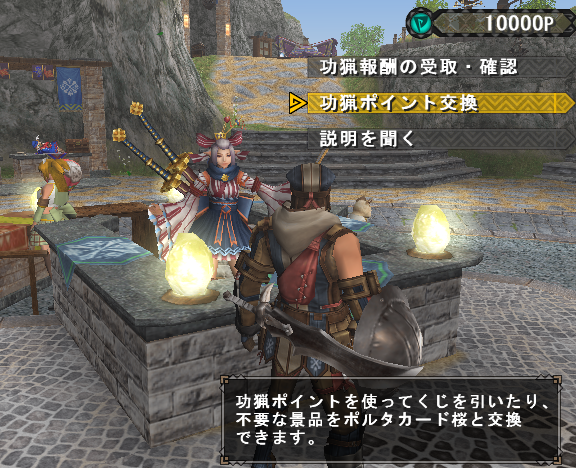 10000P
功猟報酬の受取・確認
功猟ポイント交換
説明を聞く
功猟ポイントを使ってくじを引いたり、
不要な景品をポルタカード桜と交換
できます。